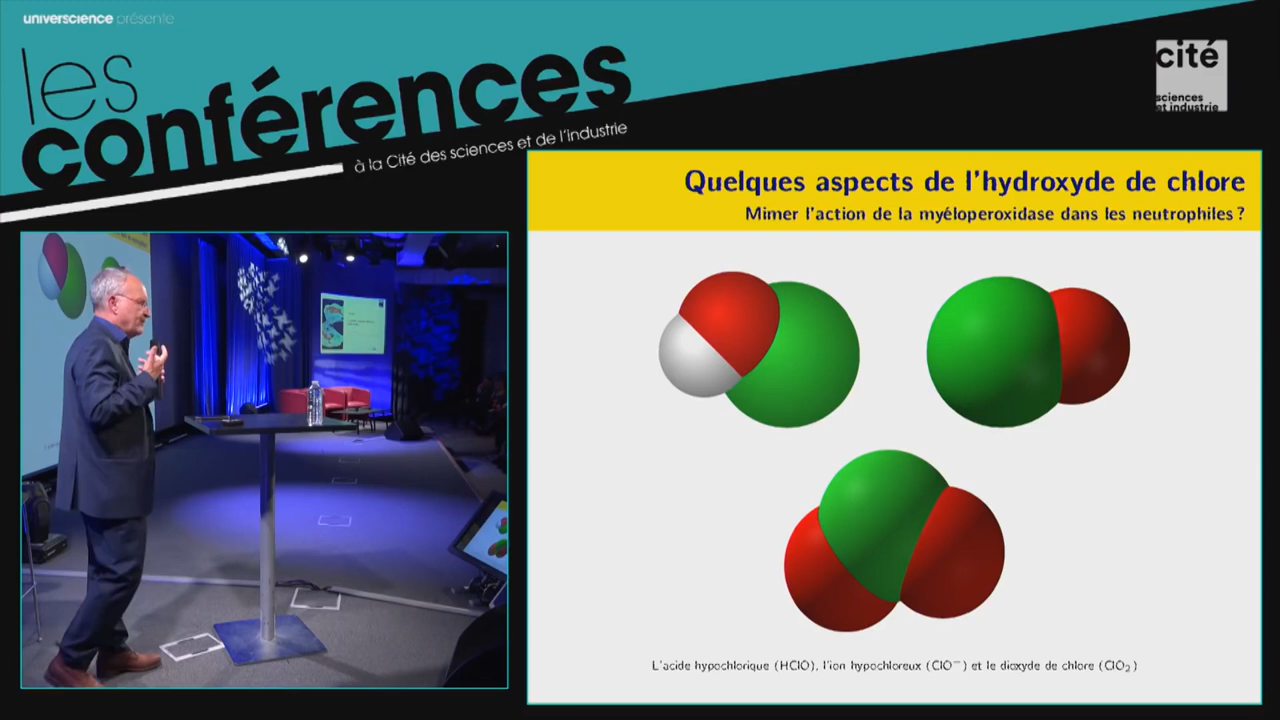 universcience présente
les
conférences
à la Cité des sciences et de l'industrie
cité
sciences
et industrie
Quelques aspects de l'hydroxyde de chlore
Mimer l'action de la myéloperoxidase dans les neutrophiles ?
L'acide hypochlorique (HClO), l'ion hypochloreux (ClO⁻) et le dioxyde de chlore (ClO₂)